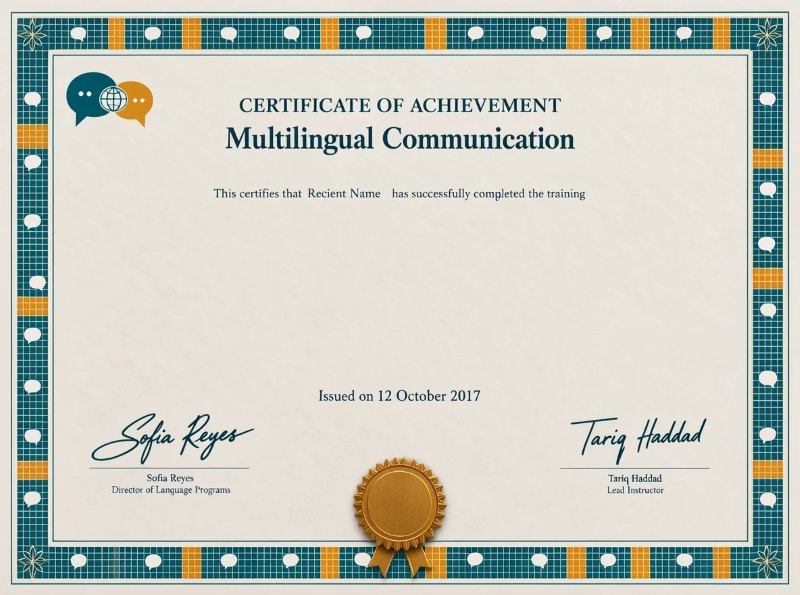 CERTIFICATE OF ACHIEVEMENT
Multilingual Communication
This certifies that Recient Name has successfully completed the training
Issued on 12 October 2017
Sofia Reyes
Tariq Haddad
Sofia Reyes
Director of Language Programs
Tariq Haddad
Lead Instructor